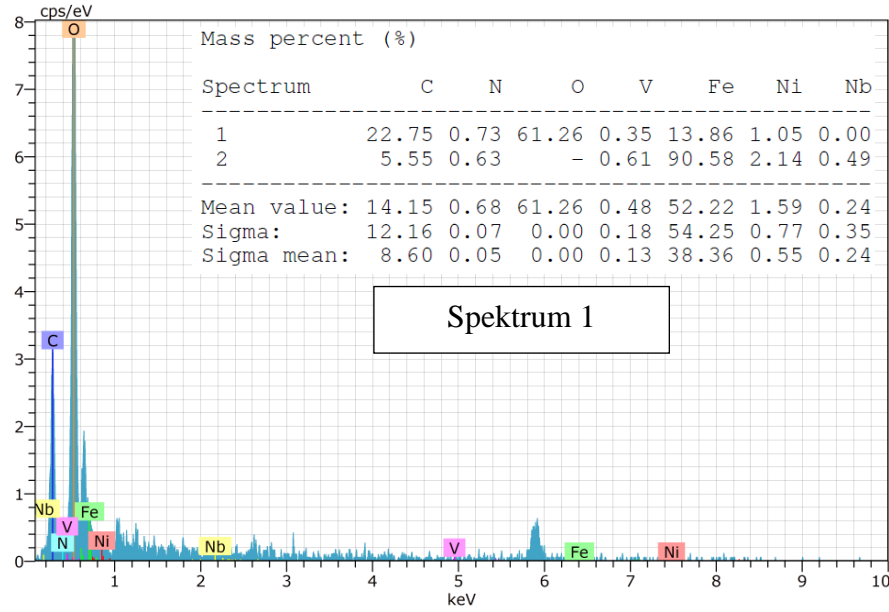 cps/eV
8
7
6
5
4
3
2
1
0
O
C
Nb
V
N
Fe
Ni
Nb
V
Fe
Ni
Mass percent (%)
Spectrum C N O V Fe Ni Nb
--------------------------------------------------
1 22.75 0.73 61.26 0.35 13.86 1.05 0.00
2 5.55 0.63 - 0.61 90.58 2.14 0.49
--------------------------------------------------
Mean value: 14.15 0.68 61.26 0.48 52.22 1.59 0.24
Sigma: 12.16 0.07 0.00 0.18 54.25 0.77 0.35
Sigma mean: 8.60 0.05 0.00 0.13 38.36 0.55 0.24
Spektrum 1
1 2 3 4 5 6 7 8 9 10
keV